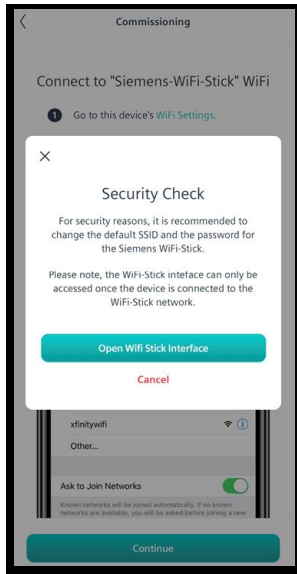 Commissioning
Connect to "Siemens-WiFi-Stick" WiFi
1 Go to this device's WiFi Settings.
Security Check
For security reasons, it is recommended to
change the default SSID and the password for
the Siemens WiFi-Stick.
Please note, the WiFi-Stick inteface can only be
accessed once the device is connected to the
WiFi-Stick network.
Open Wifi Stick Interface
Cancel
xfinitywifi
Other...
Ask to Join Networks
Known networks will be joined automatically. If no known
networks are available, you will be asked before joining a new
Continue